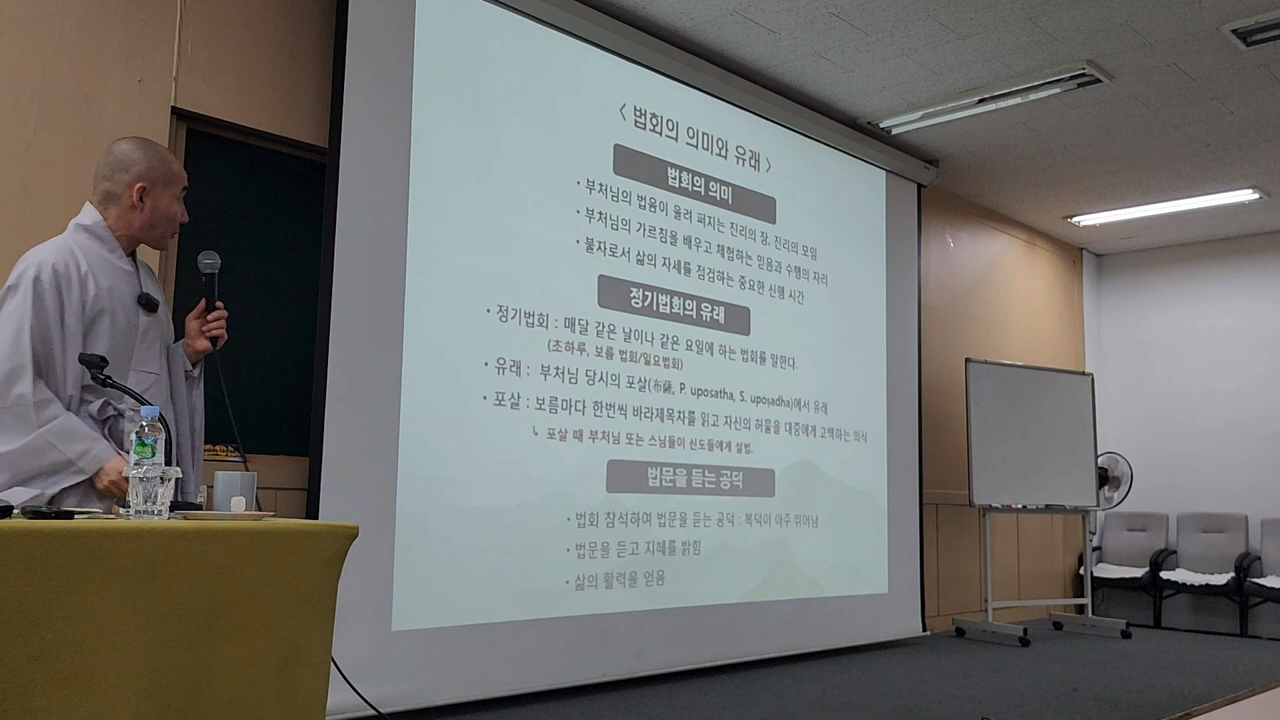 〈 법회의 의미와 유래 〉
법회의 의미
· 부처님의 법음이 울려 퍼지는 진리의 장, 진리의 모임
· 부처님의 가르침을 배우고 체험하는 믿음과 수행의 자리
· 불자로서 삶의 자세를 점검하는 중요한 신행 시간
정기법회의 유래
· 정기법회 : 매달 같은 날이나 같은 요일에 하는 법회를 말한다.
(초하루, 보름 법회/일요법회)
· 유래 : 부처님 당시의 포살(布薩, P. uposatha, S. upoṣadha)에서 유래
· 포살 : 보름마다 한번씩 바라제목차를 읽고 자신의 허물을 대중에게 고백하는 의식
↳ 포살 때 부처님 또는 스님들이 신도들에게 설법.
법문을 듣는 공덕
· 법회 참석하여 법문을 듣는 공덕 : 복덕이 아주 뛰어남
· 법문을 듣고 지혜를 밝힘
· 삶의 활력을 얻음